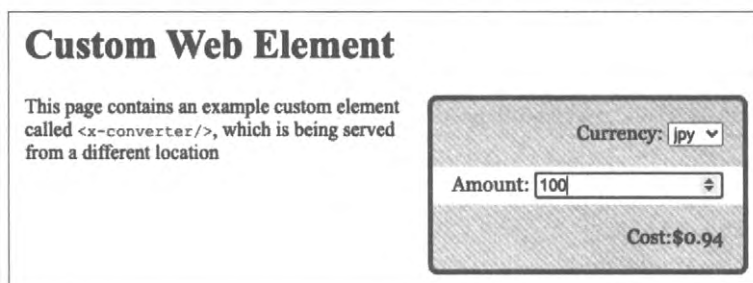 Custom Web Element
This page contains an example custom element
called <x-converter/>, which is being served
from a different location
Currency: jpy
Amount: 100
Cost:$0.94